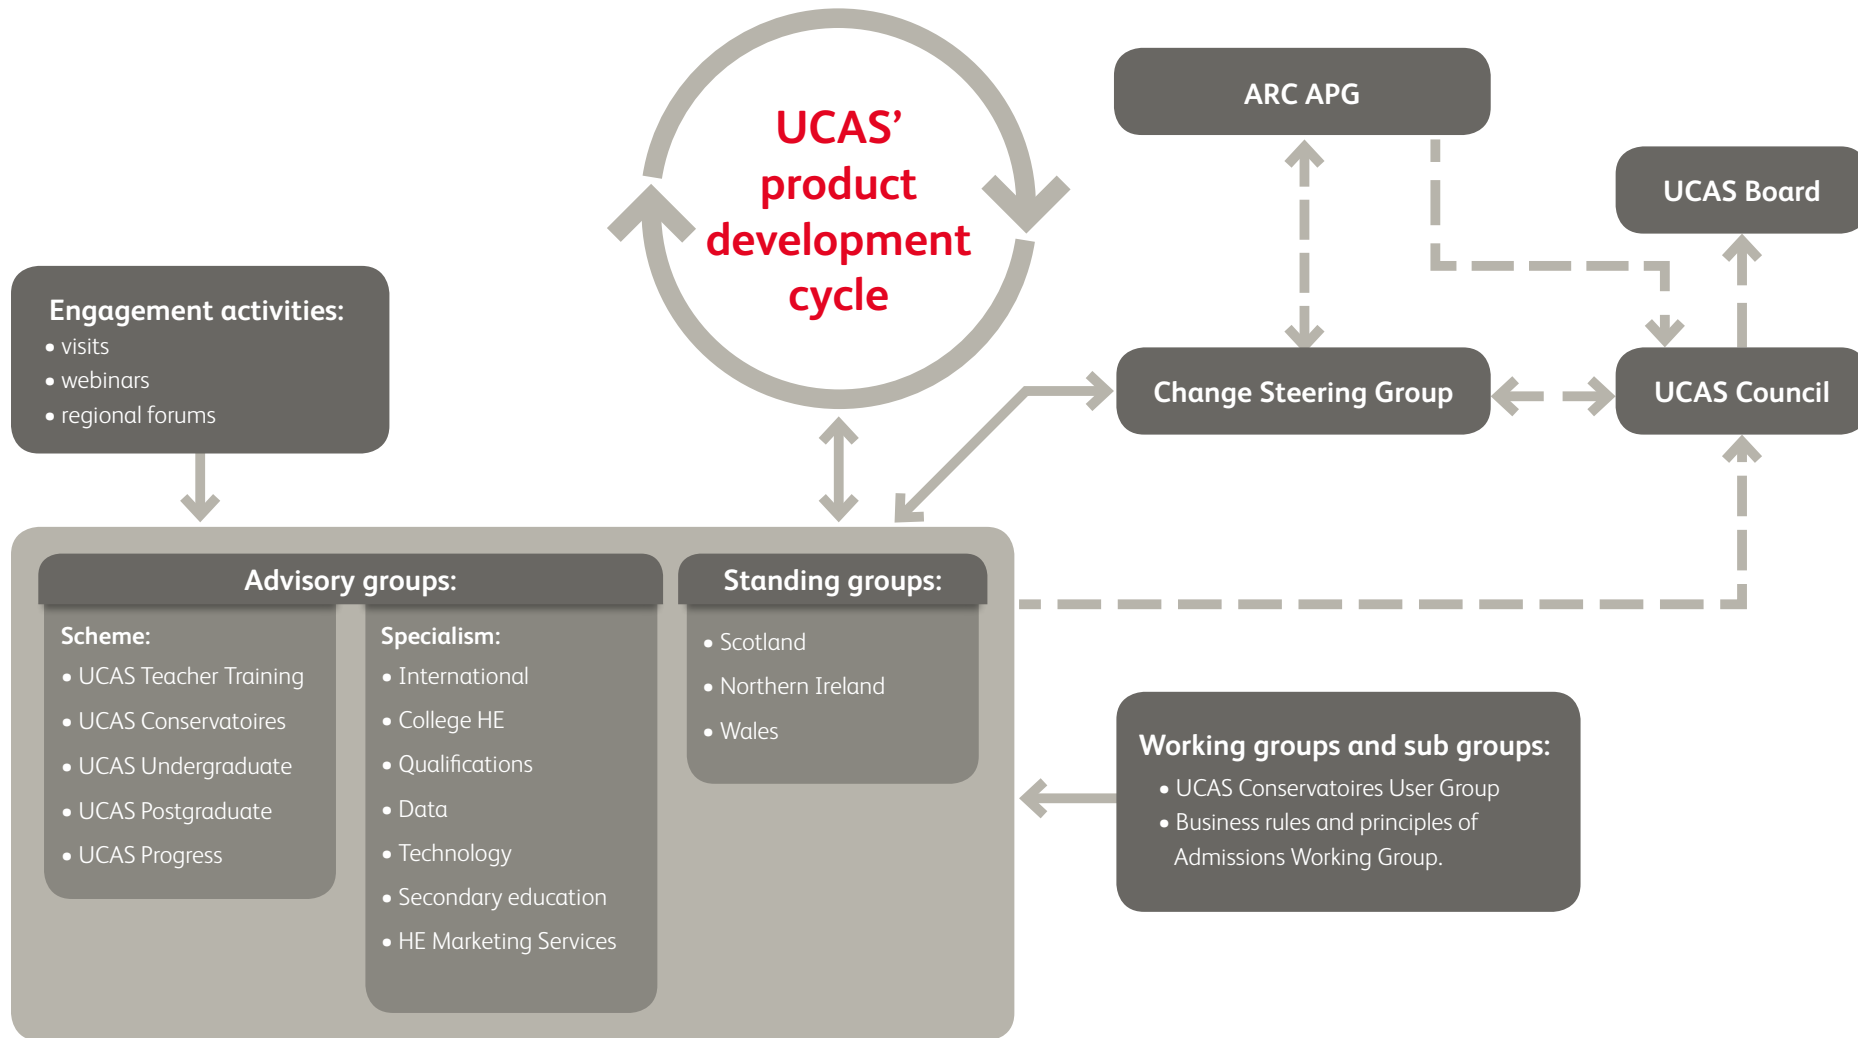 UCAS’
product
development
cycle
ARC APG
UCAS Board
Engagement activities:
• visits
• webinars
• regional forums
Change Steering Group
UCAS Council
Advisory groups:
Scheme:
• UCAS Teacher Training
• UCAS Conservatoires
• UCAS Undergraduate
• UCAS Postgraduate
• UCAS Progress
Specialism:
• International
• College HE
• Qualifications
• Data
• Technology
• Secondary education
• HE Marketing Services
Standing groups:
• Scotland
• Northern Ireland
• Wales
Working groups and sub groups:
• UCAS Conservatoires User Group
• Business rules and principles of
Admissions Working Group.